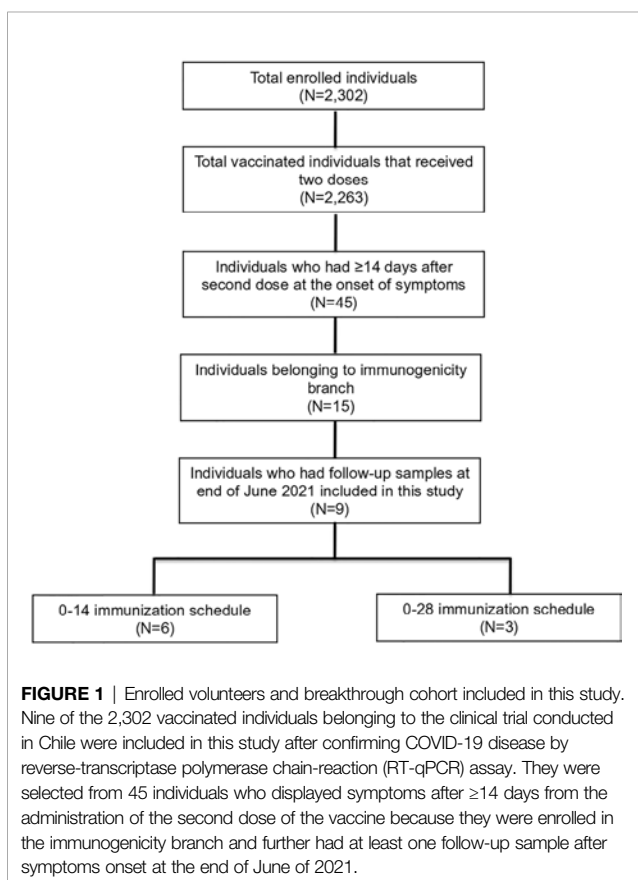 Total enrolled individuals
(N=2,302)
Total vaccinated individuals that received
two doses
(N=2,263)
Individuals who had ≥14 days after
second dose at the onset of symptoms
(N=45)
Individuals belonging to immunogenicity
branch
(N=15)
Individuals who had follow-up samples at
end of June 2021 included in this study
(N=9)
0-14 immunization schedule
(N=6)
0-28 immunization schedule
(N=3)
FIGURE 1 | Enrolled volunteers and breakthrough cohort included in this study.
Nine of the 2,302 vaccinated individuals belonging to the clinical trial conducted
in Chile were included in this study after confirming COVID-19 disease by
reverse-transcriptase polymerase chain-reaction (RT-qPCR) assay. They were
selected from 45 individuals who displayed symptoms after ≥14 days from the
administration of the second dose of the vaccine because they were enrolled in
the immunogenicity branch and further had at least one follow-up sample after
symptoms onset at the end of June of 2021.